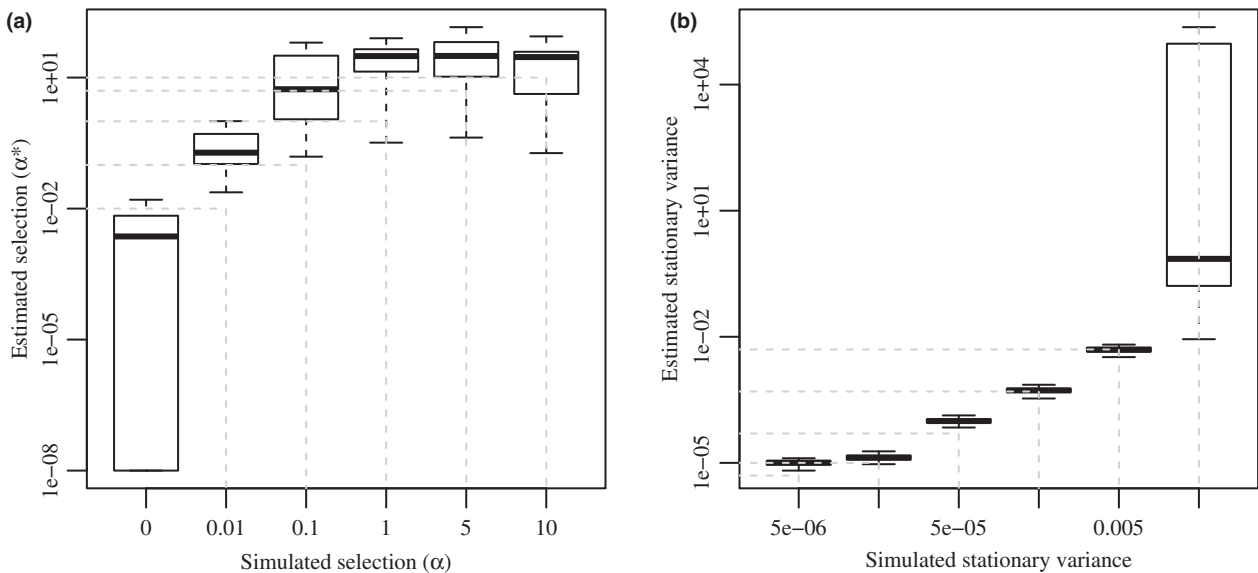 (a)
Estimated selection (α*)
1e+01
1e-02
1e-05
1e-08
0 0.01 0.1 1 5 10
Simulated selection (α)
(b)
Estimated stationary variance
1e+04
1e+01
1e-02
1e-05
5e-06 5e-05 0.005
Simulated stationary variance